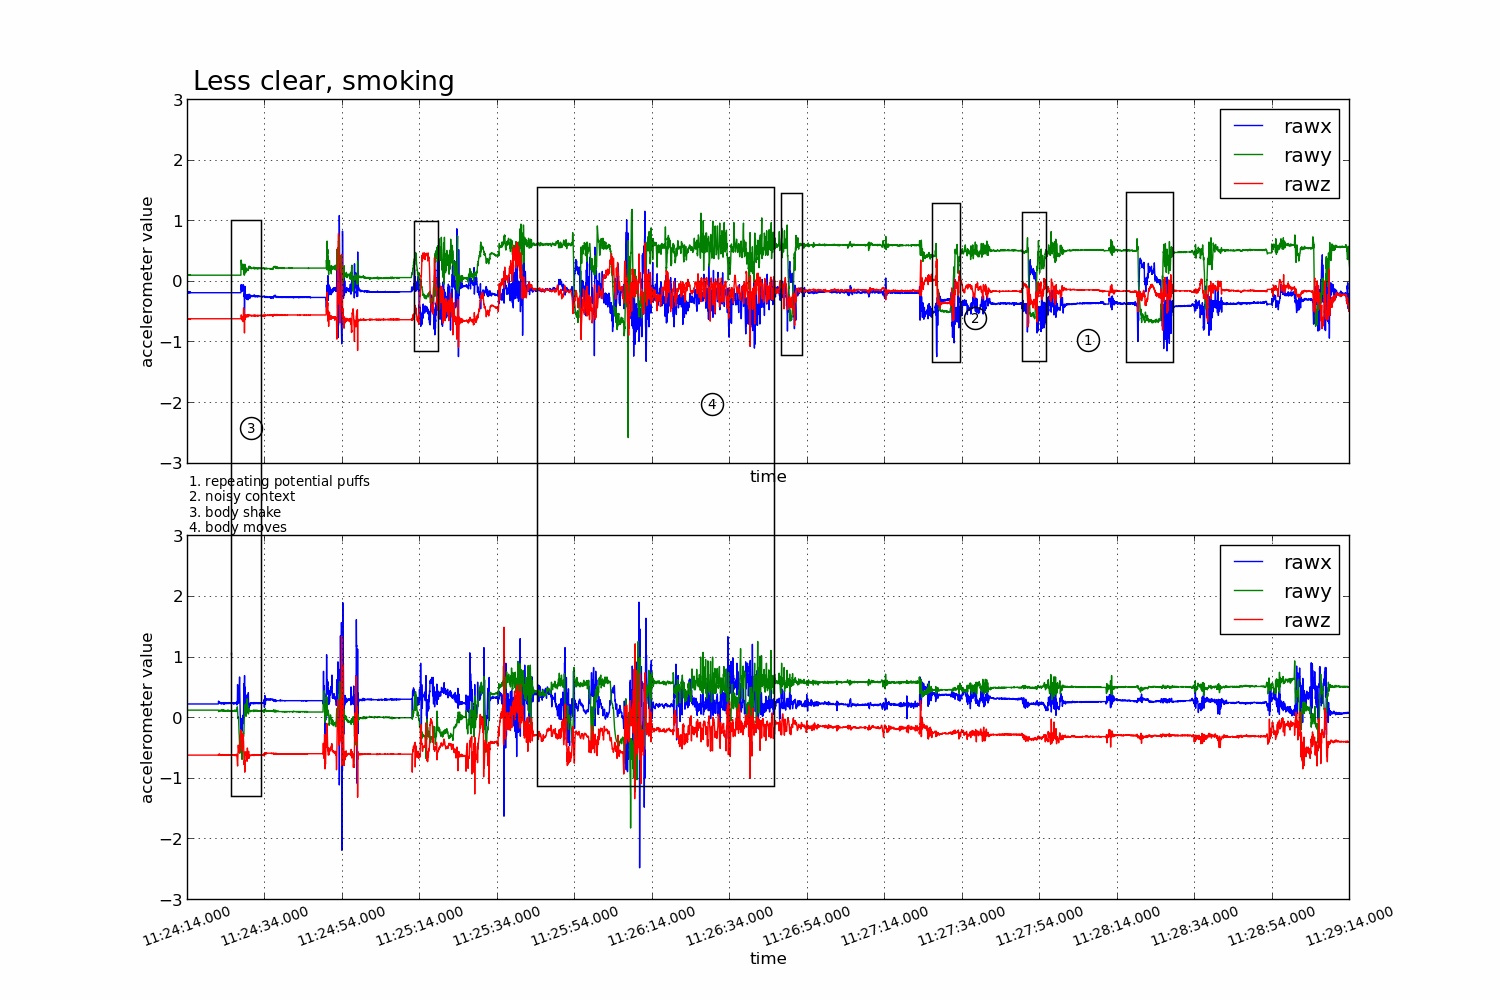 Less clear, smoking
3
2
1
0
−1
−2
−3
accelerometer value
rawx
rawy
rawz
3
4
2
1
time
1. repeating potential puffs
2. noisy context
3. body shake
4. body moves
3
2
1
0
−1
−2
−3
accelerometer value
rawx
rawy
rawz
11:24:14.000
11:24:34.000
11:24:54.000
11:25:14.000
11:25:34.000
11:25:54.000
11:26:14.000
11:26:34.000
11:26:54.000
11:27:14.000
11:27:34.000
11:27:54.000
11:28:14.000
11:28:34.000
11:28:54.000
11:29:14.000
time